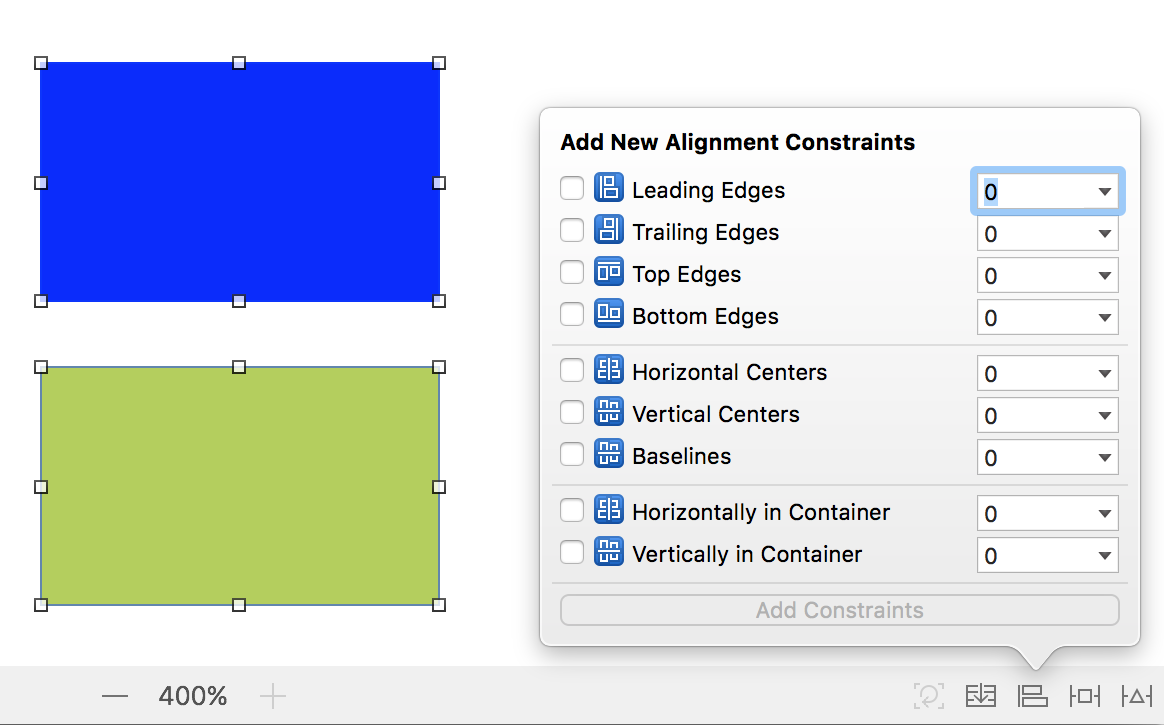 Add New Alignment Constraints
Leading Edges 0
Trailing Edges 0
Top Edges 0
Bottom Edges 0
Horizontal Centers 0
Vertical Centers 0
Baselines 0
Horizontally in Container 0
Vertically in Container 0
Add Constraints
400%